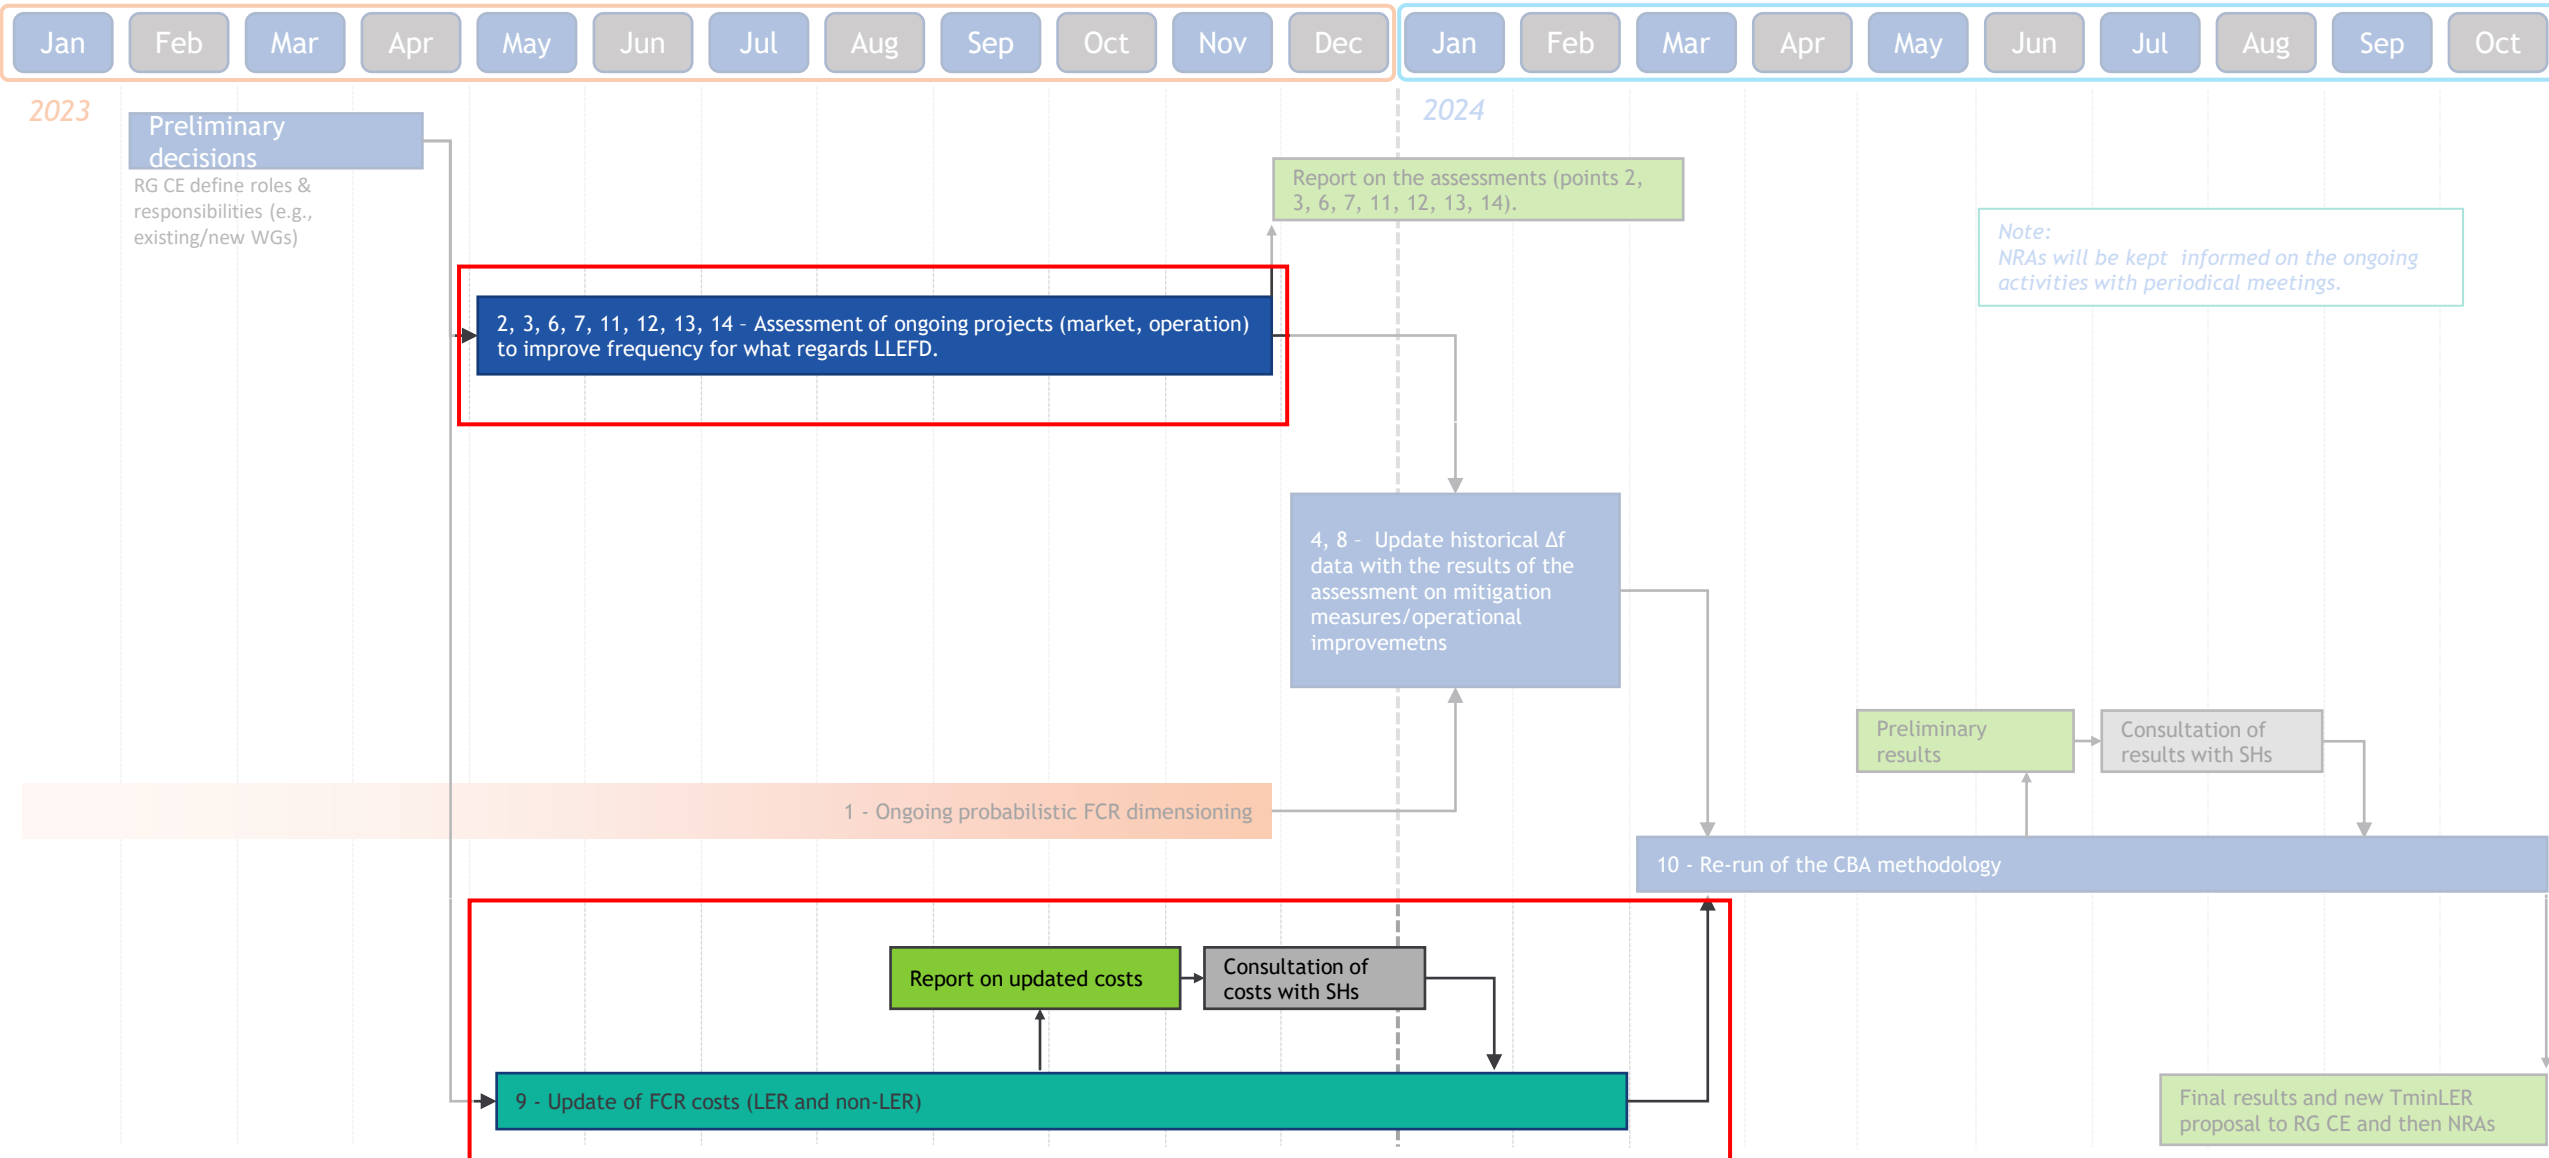 Jan Feb Mar Apr May Jun Jul Aug Sep Oct Nov Dec Jan Feb Mar Apr May Jun Jul Aug Sep Oct
2023
2024
Preliminary
decisions
RG CE define roles &
responsibilities (e.g.,
existing/new WGs)
Report on the assessments (points 2,
3, 6, 7, 11, 12, 13, 14).
Note:
NRAs will be kept informed on the ongoing
activities with periodical meetings.
2, 3, 6, 7, 11, 12, 13, 14 – Assessment of ongoing projects (market, operation)
to improve frequency for what regards LLEFD.
4, 8 – Update historical Δf
data with the results of the
assessment on mitigation
measures/operational
improvemetns
Preliminary
results
Consultation of
results with SHs
1 - Ongoing probabilistic FCR dimensioning
10 - Re-run of the CBA methodology
Report on updated costs
Consultation of
costs with SHs
9 - Update of FCR costs (LER and non-LER)
Final results and new TminLER
proposal to RG CE and then NRAs